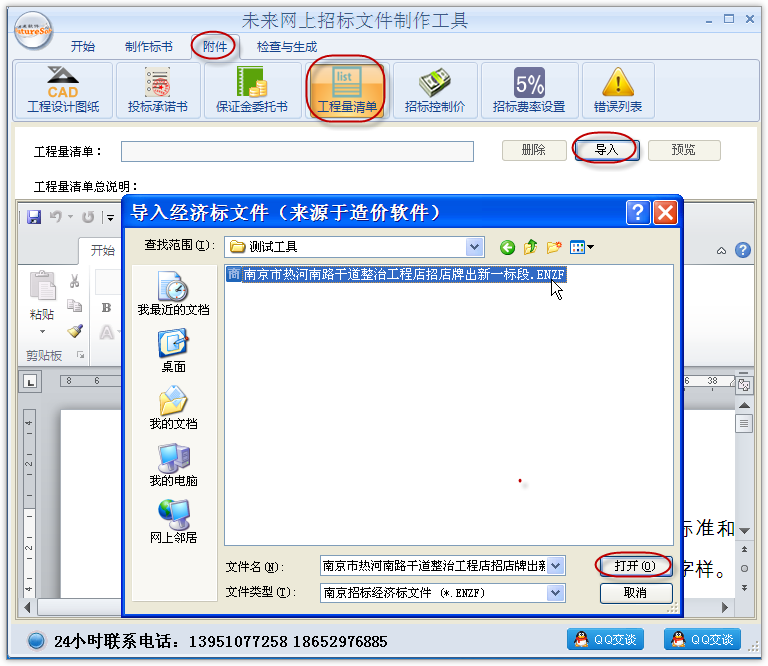 未来网上招标文件制作工具
未来软件
tureSo
开始 制作标书 附件 检查与生成
CAD list 5%
工程设计图纸 投标承诺书 保证金委托书 工程量清单 招标控制价 招标费率设置 错误列表
工程量清单： 删除 导入 预览
工程量清单总说明：
导入经济标文件（来源于造价软件）
开始
查找范围(I): 测试工具
南京市热河南路干道整治工程店招店牌出新一标段.ENZF
粘贴
B
A
剪贴板
我最近的文档
桌面
我的文档
我的电脑
网上邻居
L 8 6 6 38
标准和
字样。
文件名(N): 南京市热河南路干道整治工程店招店牌出新 打开(O)
文件类型(T): 南京招标经济标文件 (*.ENZF) 取消
24小时联系电话：13951077258 18652976885 QQ交谈 QQ交谈